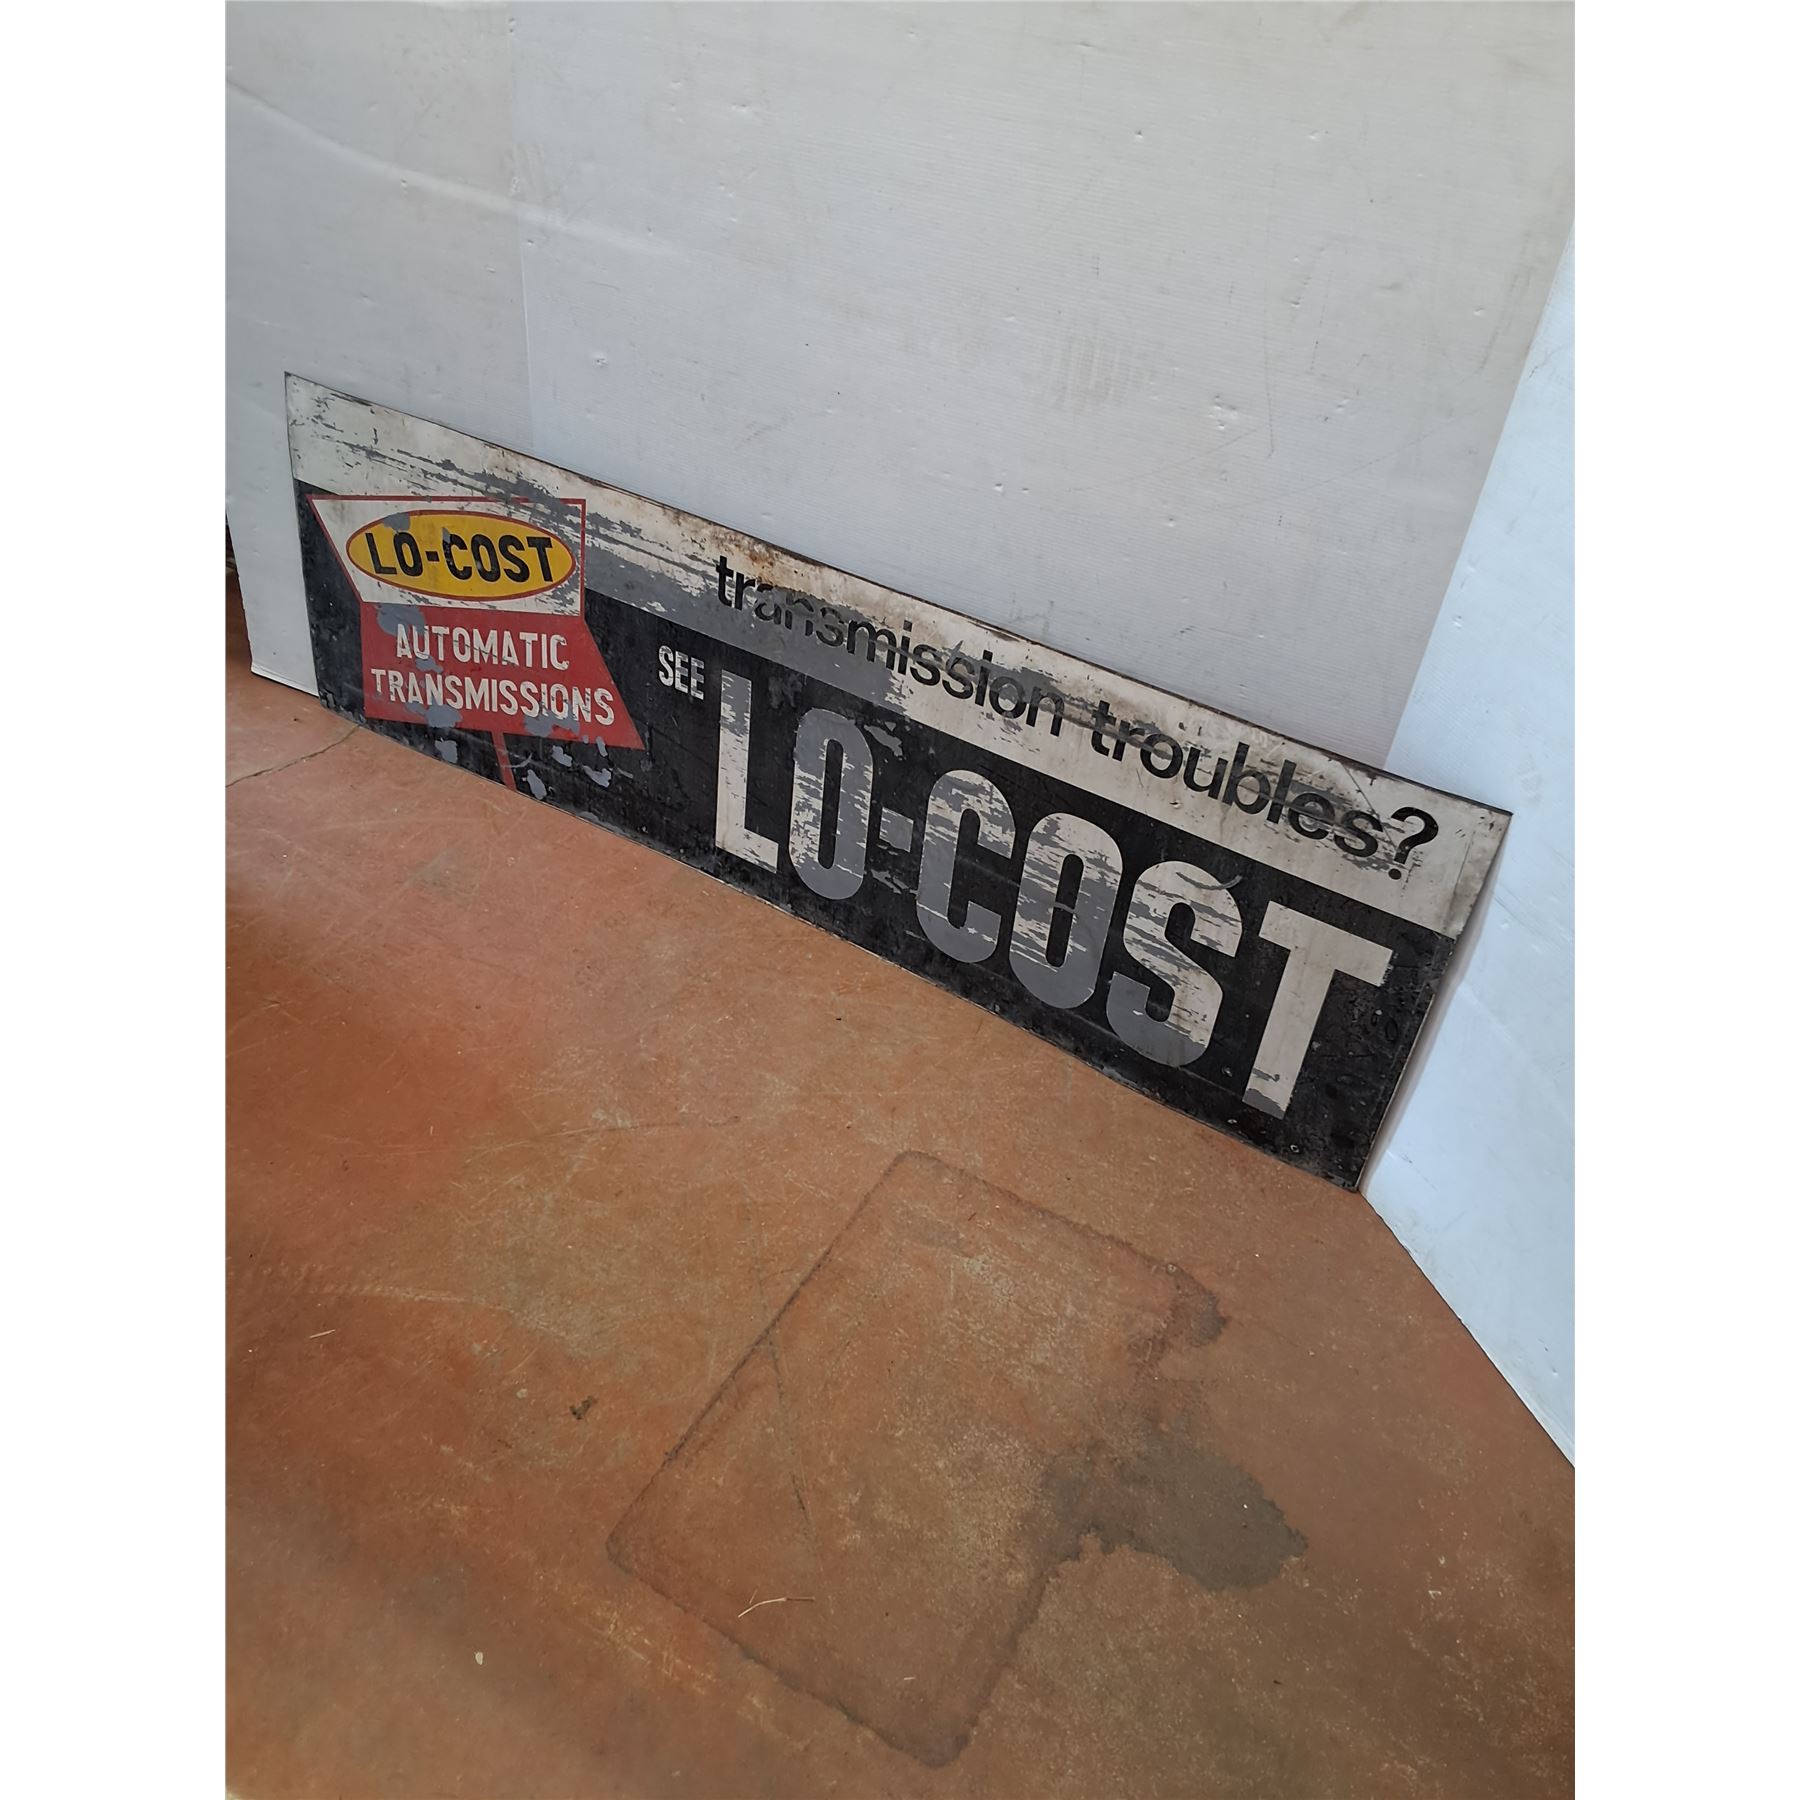 LO-COST
AUTOMATIC
TRANSMISSIONS
transmission troubles?
SEE LO-COST